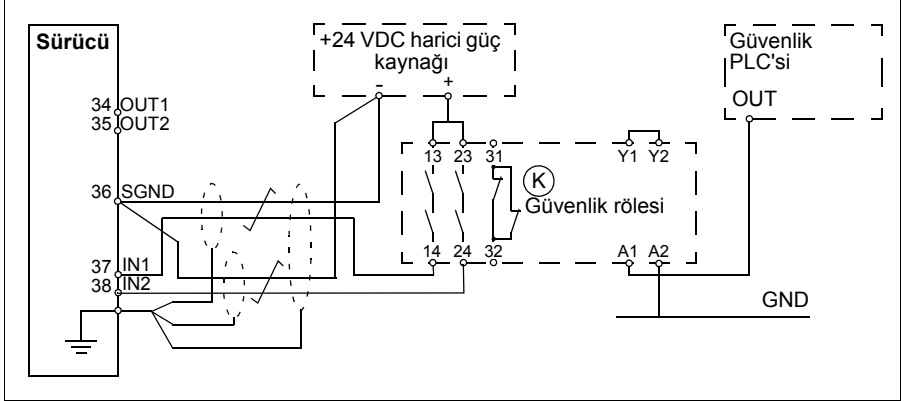 Sürücü
+24 VDC harici güç
kaynağı
- +
Güvenlik
PLC'si
OUT
34 OUT1
35 OUT2
13 23 31 Y1 Y2
K
Güvenlik rölesi
36 SGND
14 24 32 A1 A2
37 IN1
38 IN2
GND